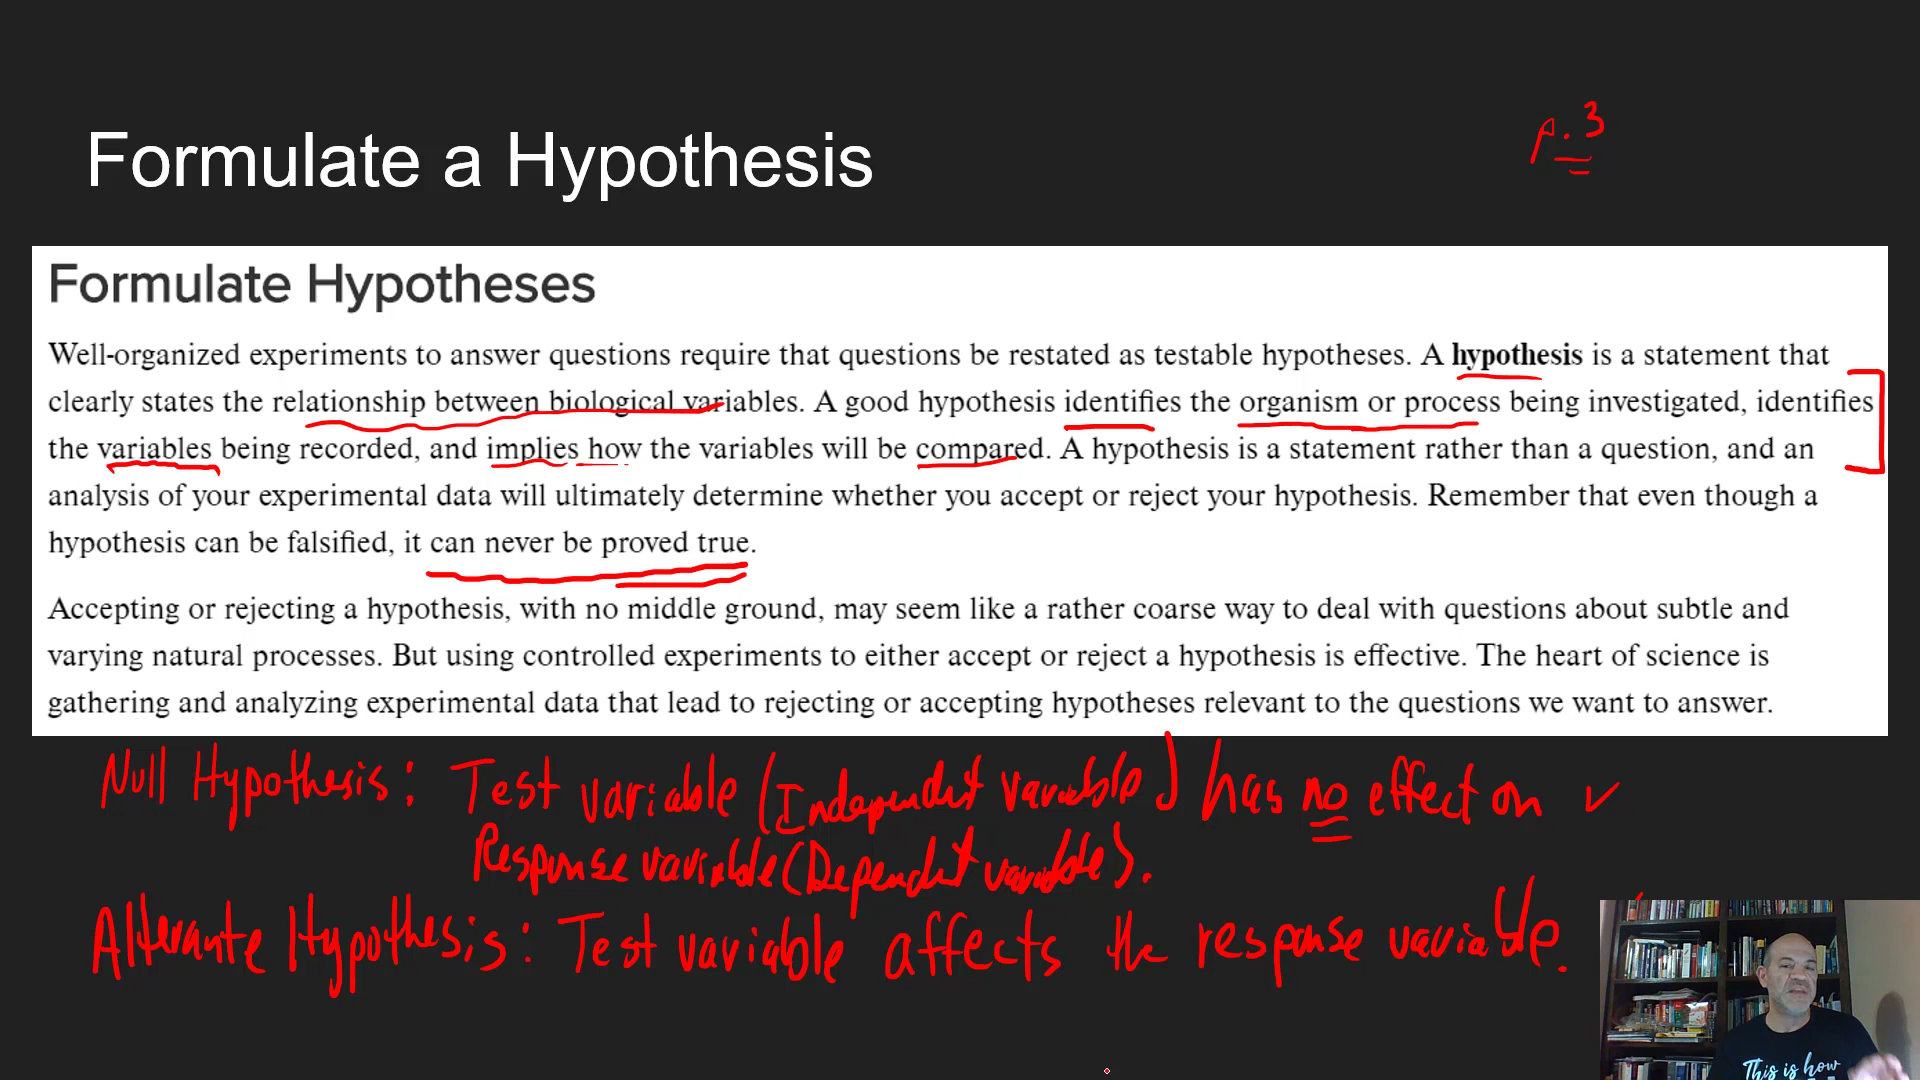 p.3
Formulate a Hypothesis
Formulate Hypotheses
Well-organized experiments to answer questions require that questions be restated as testable hypotheses. A hypothesis is a statement that
clearly states the relationship between biological variables. A good hypothesis identifies the organism or process being investigated, identifies
the variables being recorded, and implies how the variables will be compared. A hypothesis is a statement rather than a question, and an
analysis of your experimental data will ultimately determine whether you accept or reject your hypothesis. Remember that even though a
hypothesis can be falsified, it can never be proved true.
Accepting or rejecting a hypothesis, with no middle ground, may seem like a rather coarse way to deal with questions about subtle and
varying natural processes. But using controlled experiments to either accept or reject a hypothesis is effective. The heart of science is
gathering and analyzing experimental data that lead to rejecting or accepting hypotheses relevant to the questions we want to answer.
Null Hypothesis: Test variable (Independent variable) has no effect on
Response variable (Dependent variable).
Alterante Hypothesis: Test variable affects the response variable.
This is how